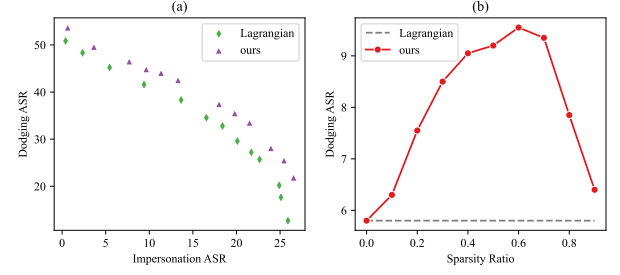 (a)
50
40
30
20
Dodging ASR
0
5
10
15
20
25
Impersonation ASR
Lagrangian
ours
(b)
9
8
7
6
Dodging ASR
0.0
0.2
0.4
0.6
0.8
Sparsity Ratio
Lagrangian
ours